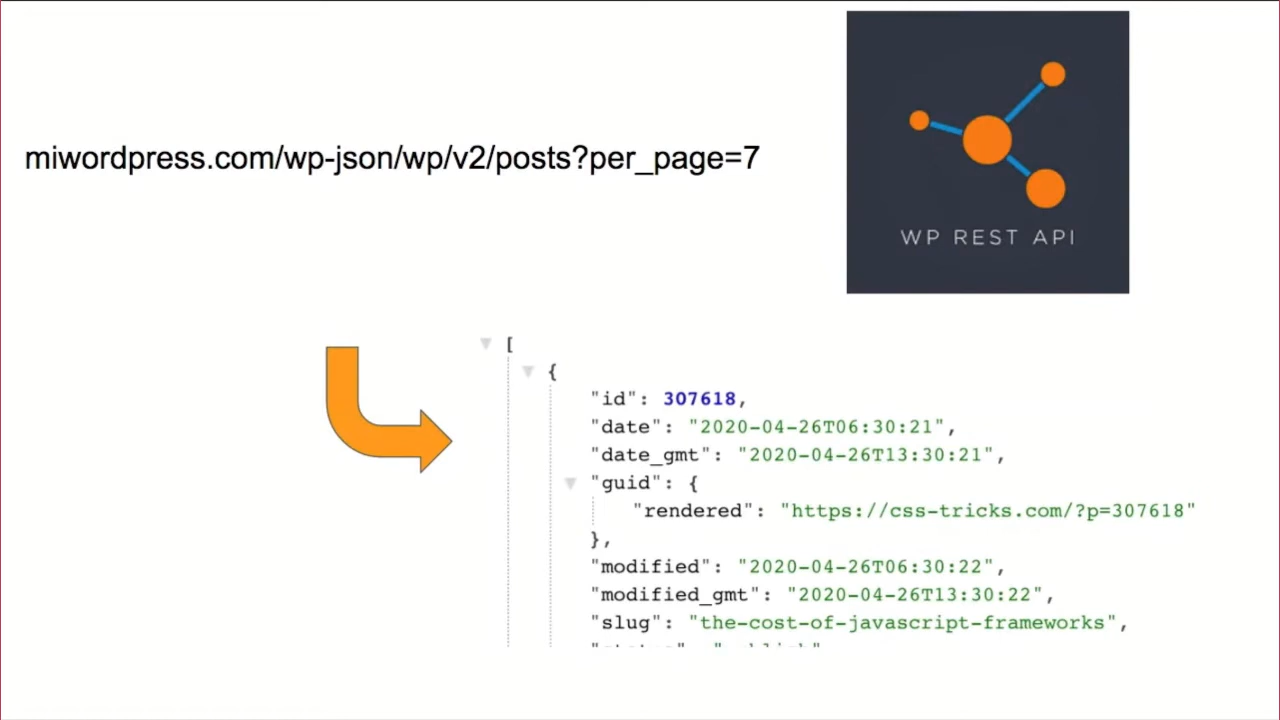 miwordpress.com/wp-json/wp/v2/posts?per_page=7
WP REST API
[
{
"id": 307618,
"date": "2020-04-26T06:30:21",
"date_gmt": "2020-04-26T13:30:21",
"guid": {
"rendered": "https://css-tricks.com/?p=307618"
},
"modified": "2020-04-26T06:30:22",
"modified_gmt": "2020-04-26T13:30:22",
"slug": "the-cost-of-javascript-frameworks",